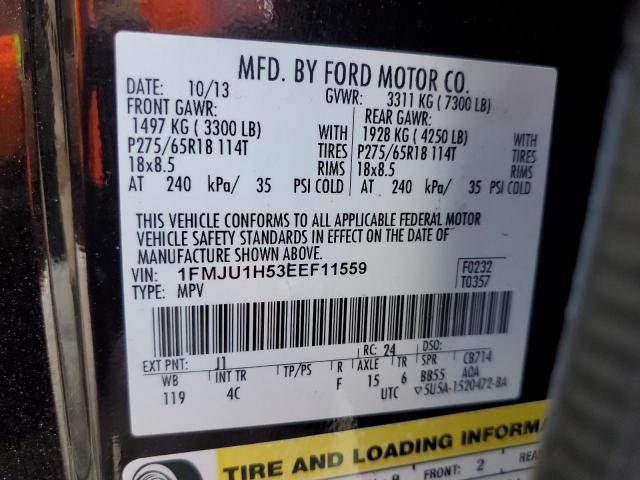 MFD. BY FORD MOTOR CO.
DATE: 10/13 GVWR: 3311 KG ( 7300 LB)
FRONT GAWR: REAR GAWR:
1497 KG ( 3300 LB) WITH 1928 KG ( 4250 LB) WITH
P275/65R18 114T TIRES P275/65R18 114T TIRES
18x8.5 RIMS 18x8.5 RIMS
AT 240 kPa/ 35 PSI COLD AT 240 kPa/ 35 PSI COLD
THIS VEHICLE CONFORMS TO ALL APPLICABLE FEDERAL MOTOR
VEHICLE SAFETY STANDARDS IN EFFECT ON THE DATE OF
MANUFACTURE SHOWN ABOVE.
VIN: 1FMJU1H53EEF11559 F0232
TYPE: MPV T0357
EXT PNT: J1 RC: 24 DSO:
WB INT TR TP/PS R AXLE TR SPR CB714
119 4C F 15 6 BB55 AOA
UTC ▽5U5A-1520472-BA
TIRE AND LOADING INFORMA
FRONT: 2 REA